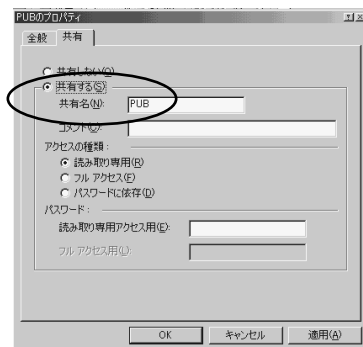 PUBのプロパティ
全般 共有
共有しない(O)
共有する(S)
共有名(N): PUB
コメント(C):
アクセスの種類:
読み取り専用(R)
フル アクセス(F)
パスワードに依存(D)
パスワード:
読み取り専用アクセス用(E):
フル アクセス用(L):
OK キャンセル 適用(A)